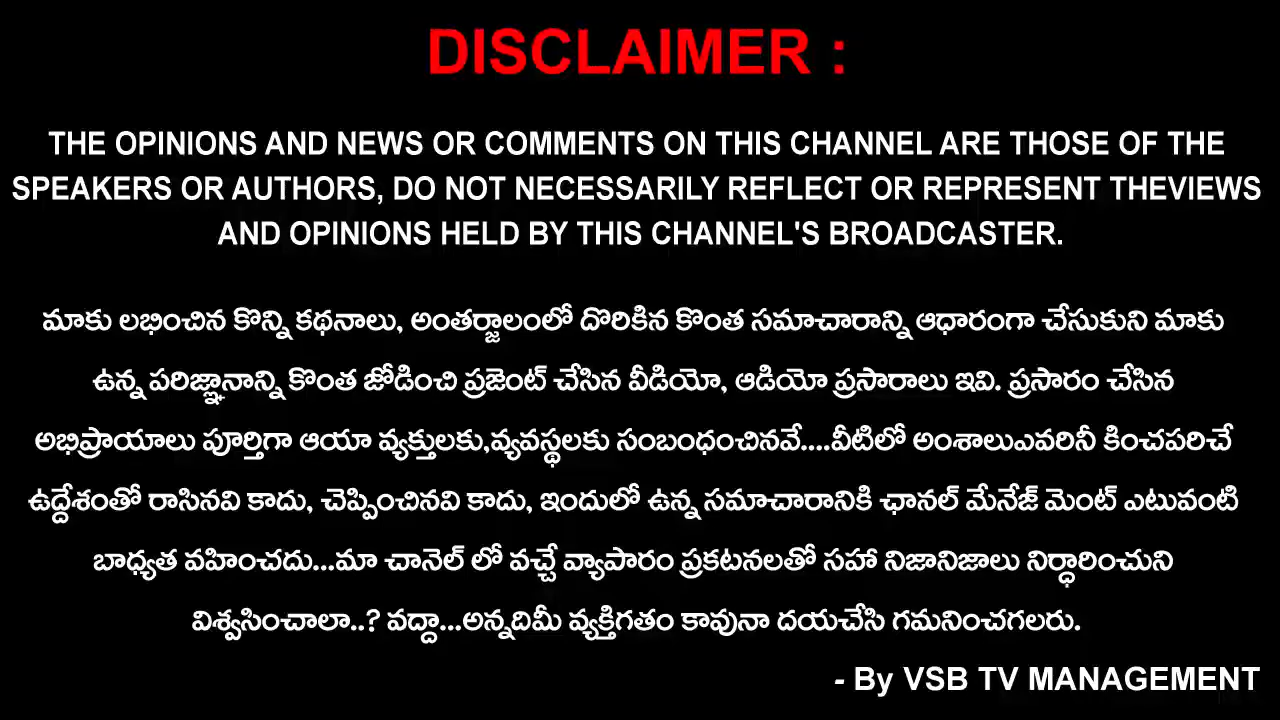 DISCLAIMER :
THE OPINIONS AND NEWS OR COMMENTS ON THIS CHANNEL ARE THOSE OF THE
SPEAKERS OR AUTHORS, DO NOT NECESSARILY REFLECT OR REPRESENT THEVIEWS
AND OPINIONS HELD BY THIS CHANNEL'S BROADCASTER.
మాకు లభించిన కొన్ని కథనాలు, అంతర్జాలంలో దొరికిన కొంత సమాచారాన్ని ఆధారంగా చేసుకుని మాకు
ఉన్న పరిజ్ఞానాన్ని కొంత జోడించి ప్రజెంట్ చేసిన వీడియో, ఆడియో ప్రసారాలు ఇవి. ప్రసారం చేసిన
అభిప్రాయాలు పూర్తిగా ఆయా వ్యక్తులకు,వ్యవస్థలకు సంబంధంచినవే....వీటిలో అంశాలుఎవరినీ కించపరిచే
ఉద్దేశంతో రాసినవి కాదు, చెప్పించినవి కాదు, ఇందులో ఉన్న సమాచారానికి ఛానల్ మేనేజ్ మెంట్ ఎటువంటి
బాధ్యత వహించదు...మా చానెల్ లో వచ్చే వ్యాపారం ప్రకటనలతో సహా నిజానిజాలు నిర్ధారించుని
విశ్వసించాలా..? వద్దా...అన్నదిమీ వ్యక్తిగతం కావునా దయచేసి గమనించగలరు.
- By VSB TV MANAGEMENT